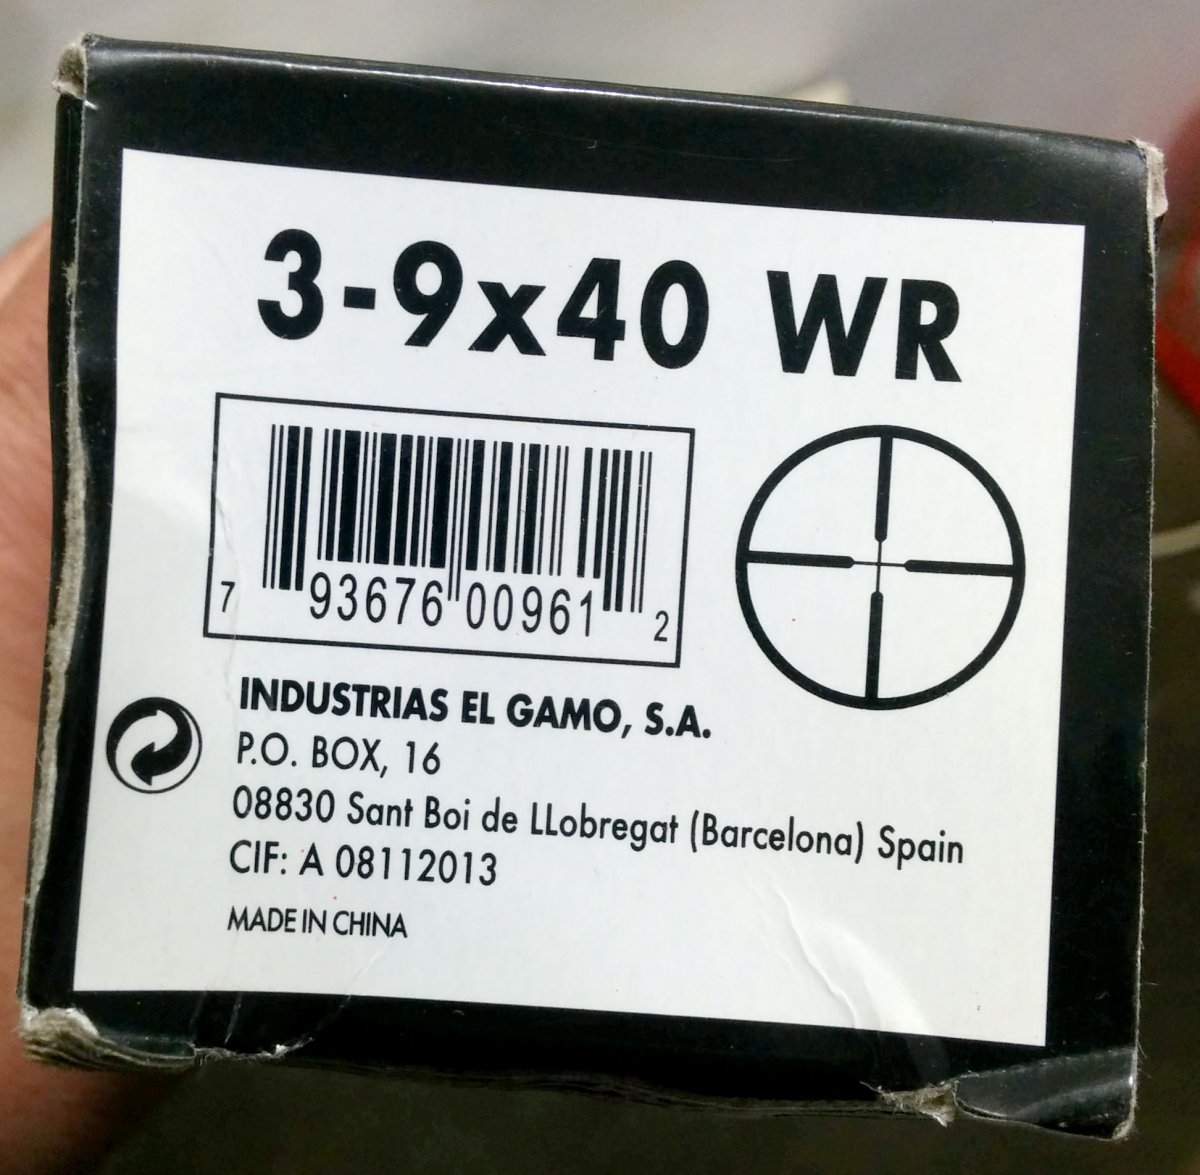 3-9x40 WR
7 93676 00961 2
INDUSTRIAS EL GAMO, S.A.
P.O. BOX, 16
08830 Sant Boi de LLobregat (Barcelona) Spain
CIF: A 08112013
MADE IN CHINA